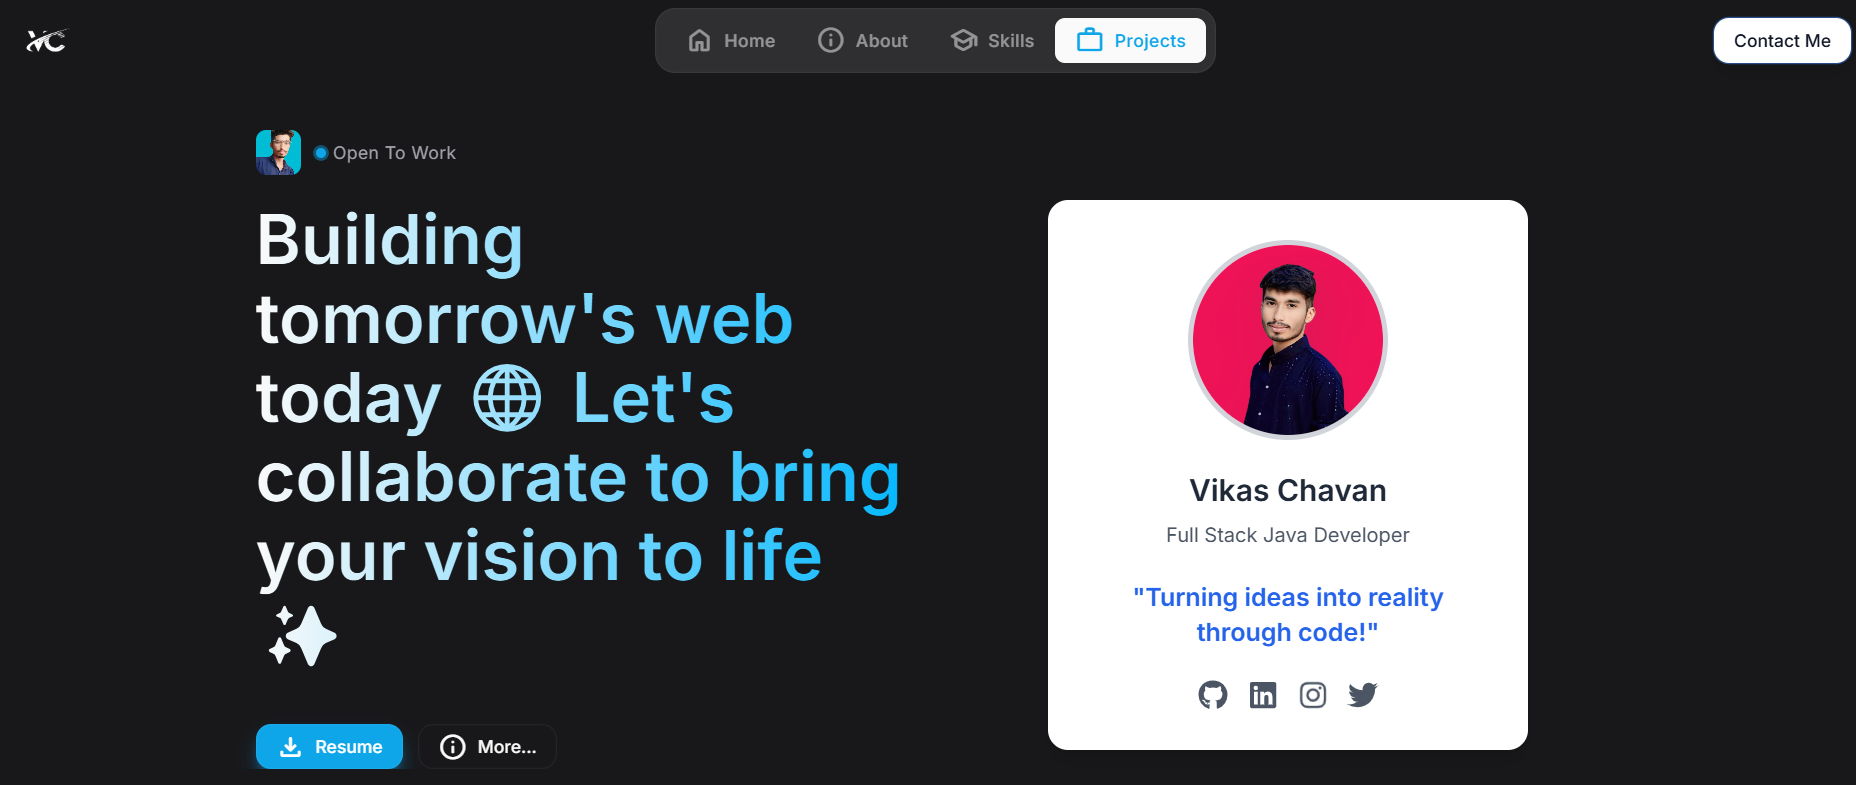 VC
Home
About
Skills
Projects
Contact Me
Open To Work
Building
tomorrow's web
today Let's
collaborate to bring
your vision to life
Resume
More...
Vikas Chavan
Full Stack Java Developer
"Turning ideas into reality
through code!"
in